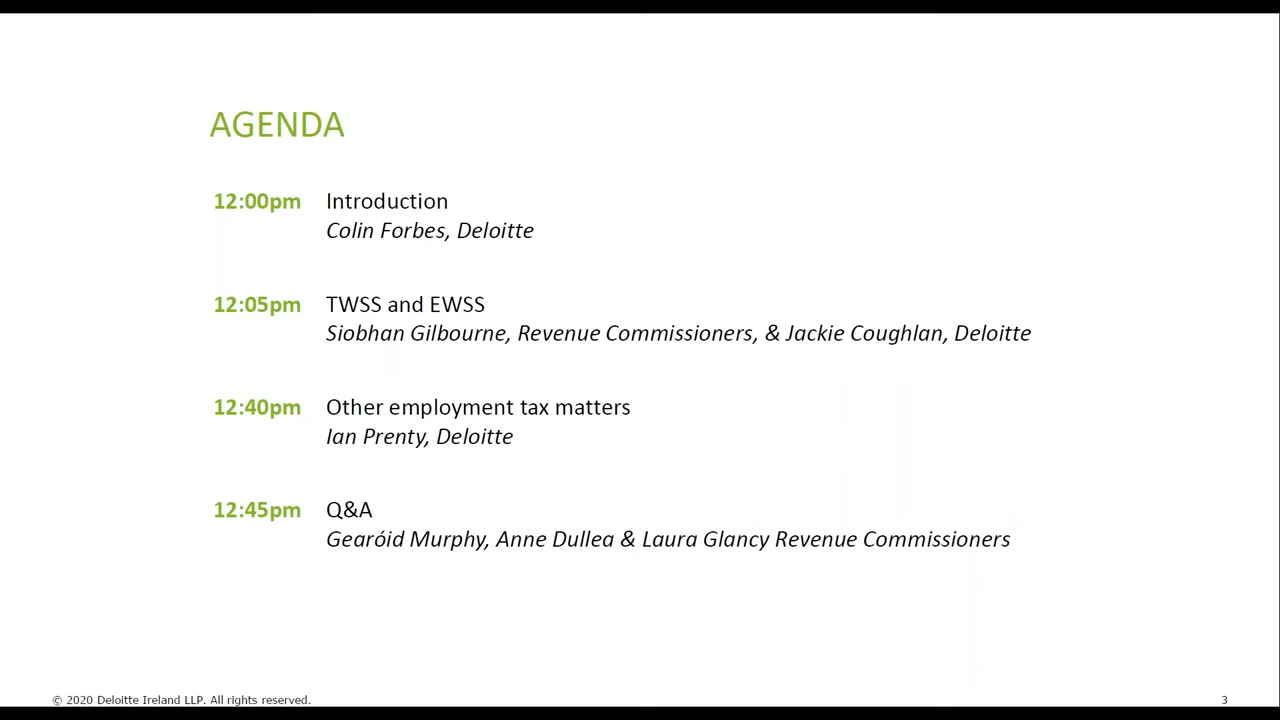 AGENDA
12:00pm Introduction
Colin Forbes, Deloitte
12:05pm TWSS and EWSS
Siobhan Gilbourne, Revenue Commissioners, & Jackie Coughlan, Deloitte
12:40pm Other employment tax matters
Ian Prenty, Deloitte
12:45pm Q&A
Gearóid Murphy, Anne Dullea & Laura Glancy Revenue Commissioners
© 2020 Deloitte Ireland LLP. All rights reserved. 3